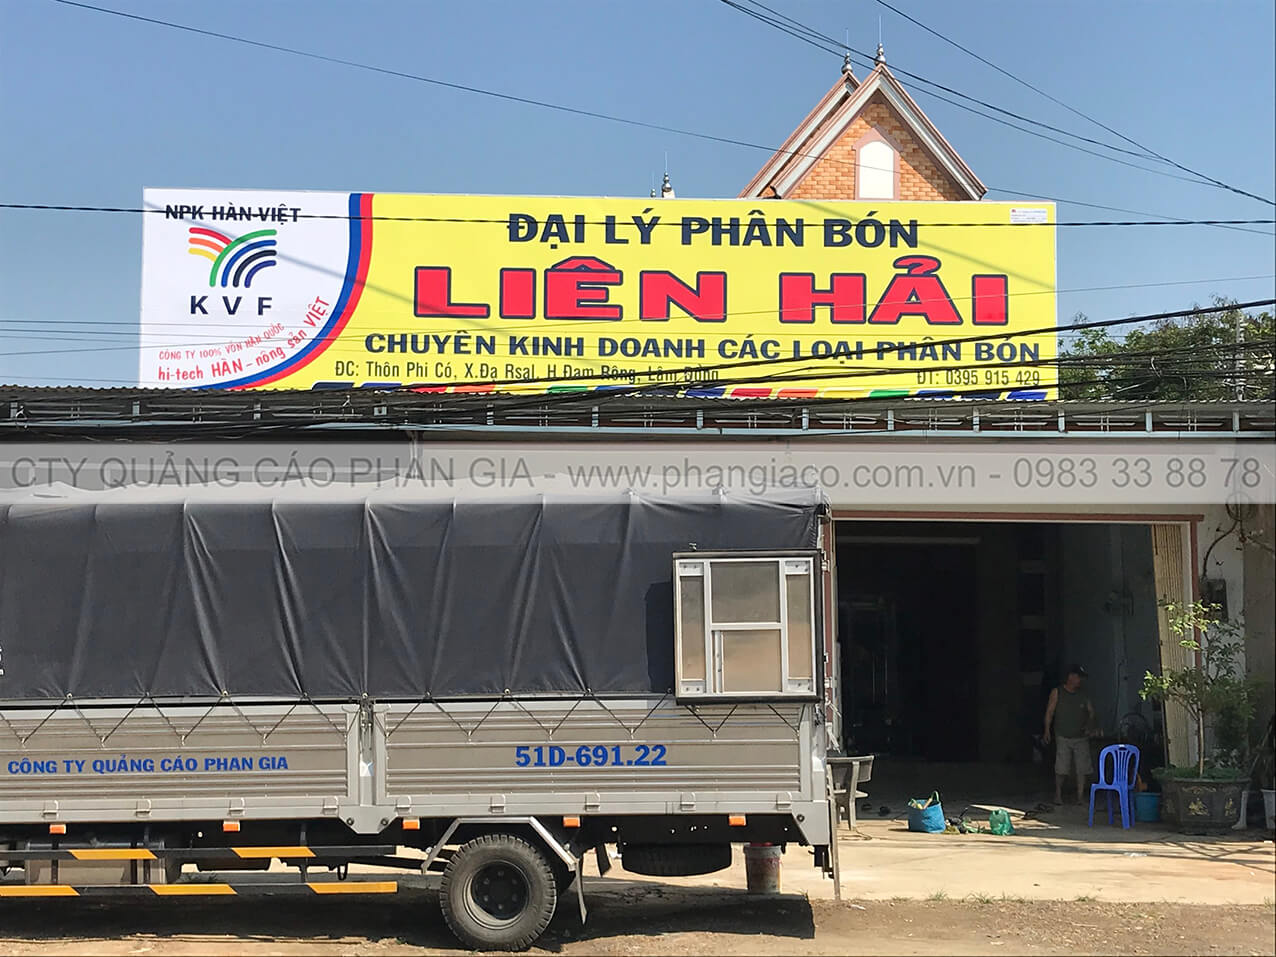 NPK HÀN-VIỆT
KVF
CÔNG TY 100% VỐN HÀN QUỐC
hi-tech HÀN - nông sản VIỆT
ĐẠI LÝ PHÂN BÓN
LIÊN HẢI
CHUYÊN KINH DOANH CÁC LOẠI PHÂN BÓN
ĐC: Thôn Phi Có, X.Đạ Rsal, H.Đam Rông, Lâm Đồng
ĐT: 0395 915 429
CTY QUẢNG CÁO PHAN GIA - www.phangiaco.com.vn - 0983 33 88 78
CÔNG TY QUẢNG CÁO PHAN GIA
51D-691.22